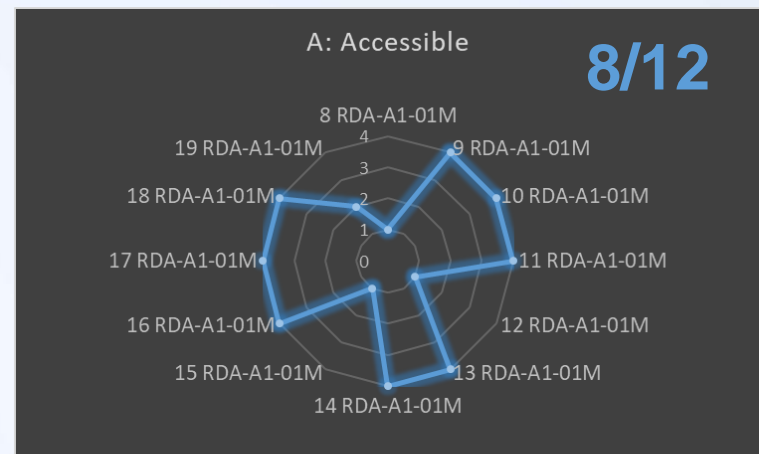 A: Accessible
8/12
8 RDA-A1-01M
9 RDA-A1-01M
10 RDA-A1-01M
11 RDA-A1-01M
12 RDA-A1-01M
13 RDA-A1-01M
14 RDA-A1-01M
15 RDA-A1-01M
16 RDA-A1-01M
17 RDA-A1-01M
18 RDA-A1-01M
19 RDA-A1-01M
4
3
2
1
0